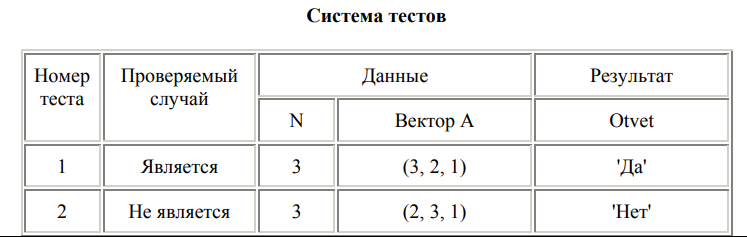 Система тестов
Номер теста Проверяемый случай Данные Результат
N Вектор A Otvet
1 Является 3 (3, 2, 1) 'Да'
2 Не является 3 (2, 3, 1) 'Нет'